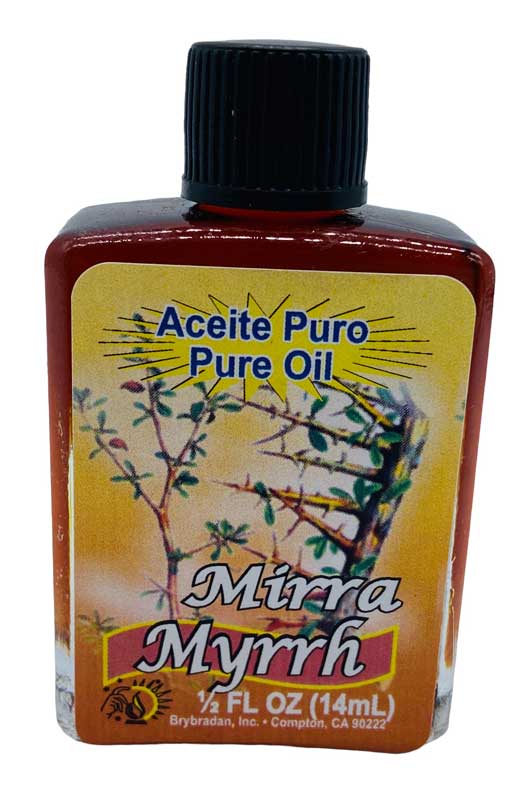 Aceite Puro
Pure Oil
Mirra
Myrrh
½ FL OZ (14mL)
Brybradan, Inc. • Compton, CA 90222